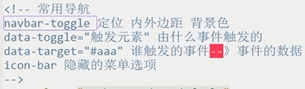 <!-- 常用导航
navbar-toggle 定位 内外边距 背景色
data-toggle="触发元素" 由什么事件触发的
data-target="#aaa" 谁触发的事件--》事件的数据
icon-bar 隐藏的菜单选项
-->